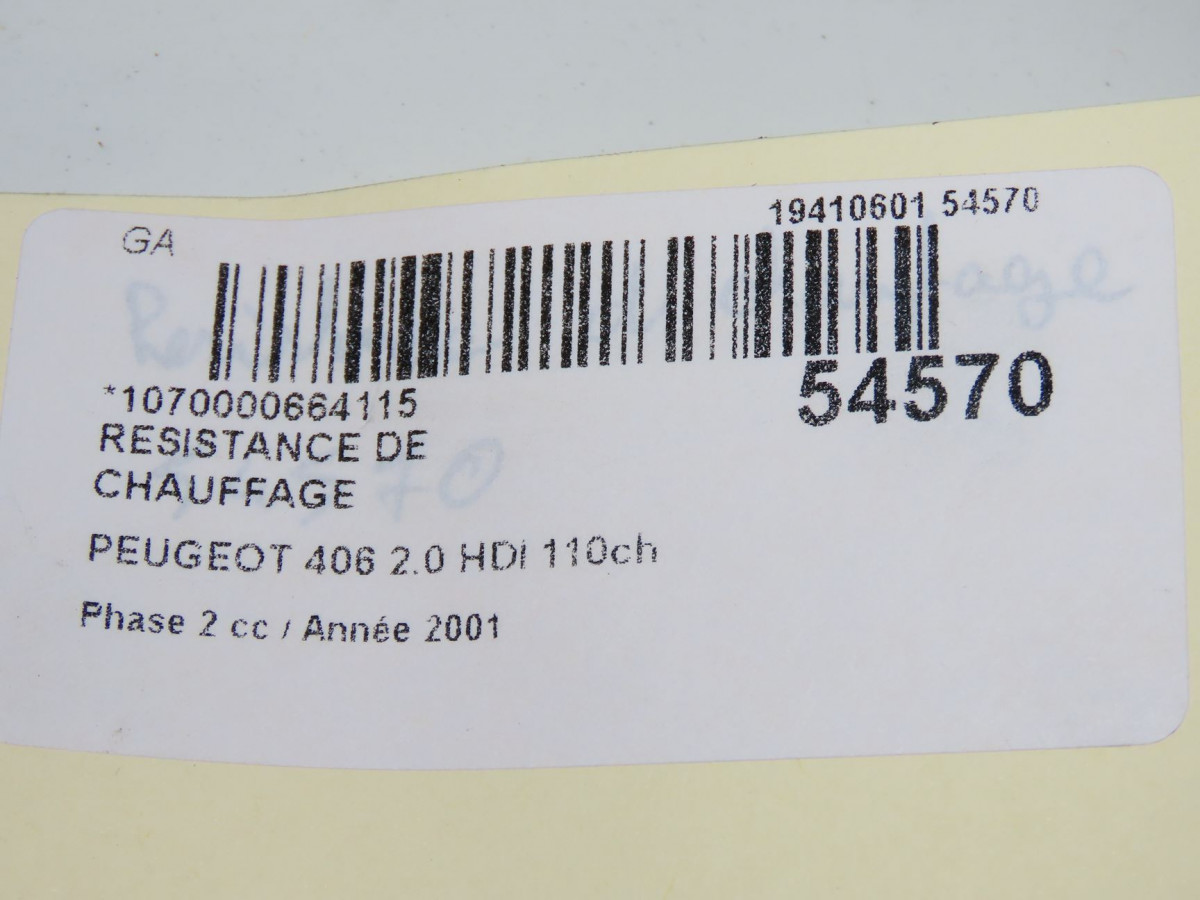 GA
19410601 54570
54570
*1070000664115
RESISTANCE DE
CHAUFFAGE
PEUGEOT 406 2.0 HDI 110ch
Phase 2 cc / Année 2001